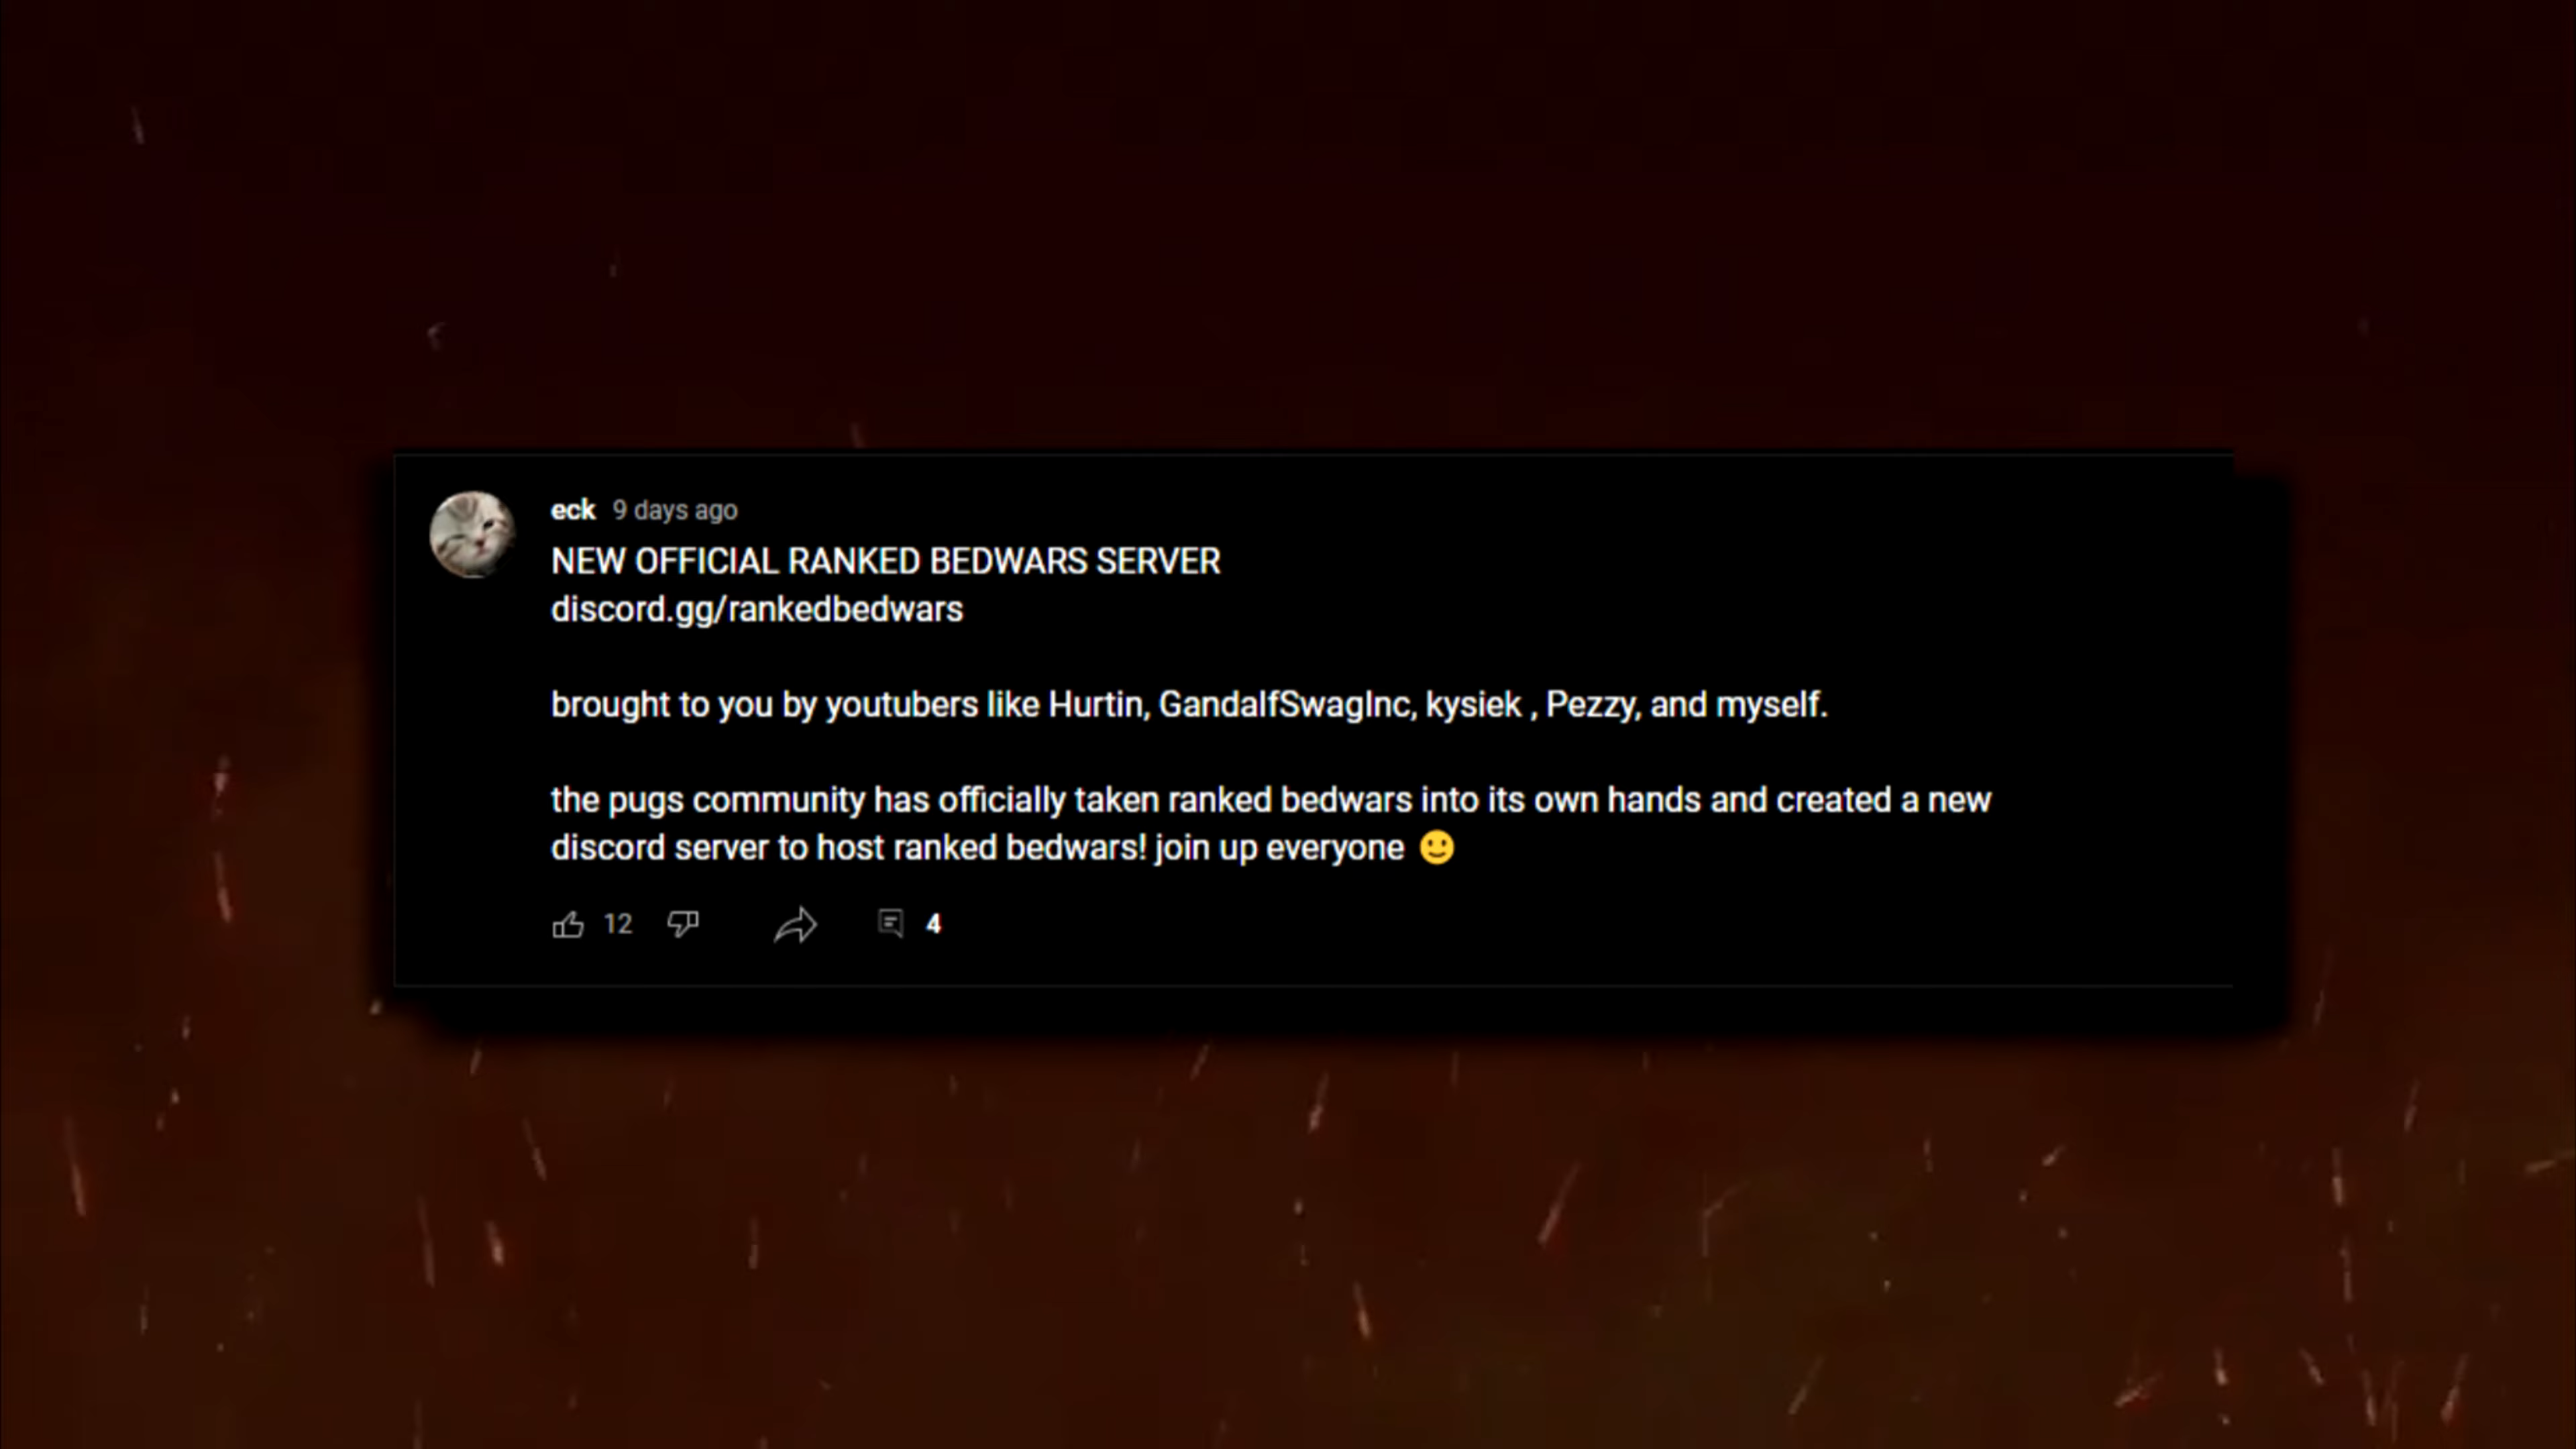 eck 9 days ago
NEW OFFICIAL RANKED BEDWARS SERVER
discord.gg/rankedbedwars
brought to you by youtubers like Hurtin, GandalfSwagInc, kysiek , Pezzy, and myself.
the pugs community has officially taken ranked bedwars into its own hands and created a new
discord server to host ranked bedwars! join up everyone 🙂
12 4